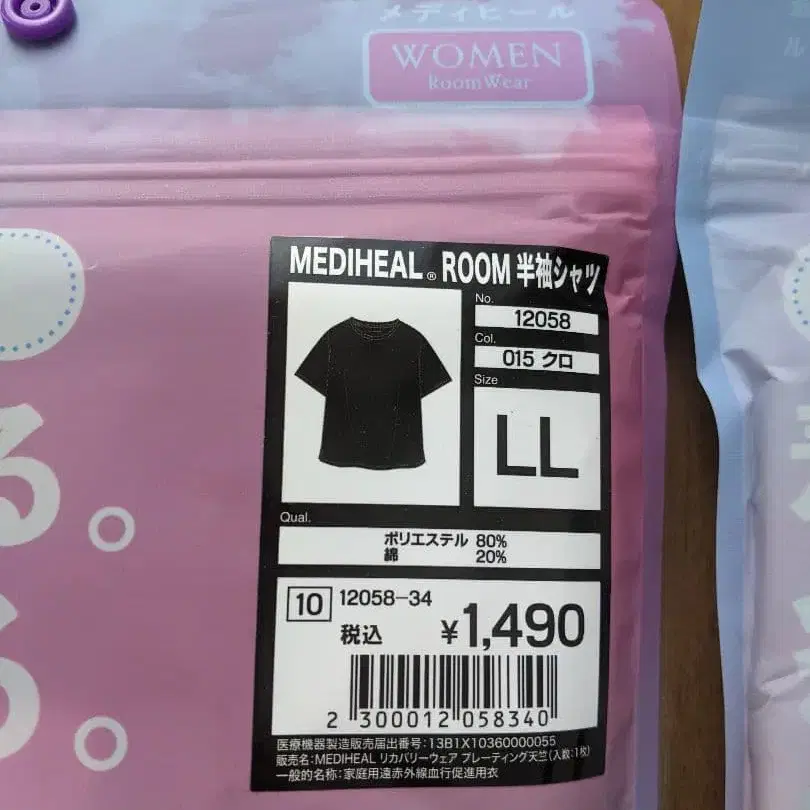 メディヒール
WOMEN
RoomWear
る。
る。
MEDIHEAL® ROOM 半袖シャツ
No.
12058
Col.
015 クロ
Size
LL
Qual.
ポリエステル 80%
綿 20%
10 12058-34
税込 ¥1,490
2 300012 058340
医療機器製造販売届出番号:13B1X10360000055
販売名:MEDIHEAL リカバリーウェア プレーティング天竺(入数:1枚)
一般的名称:家庭用遠赤外線血行促進用衣